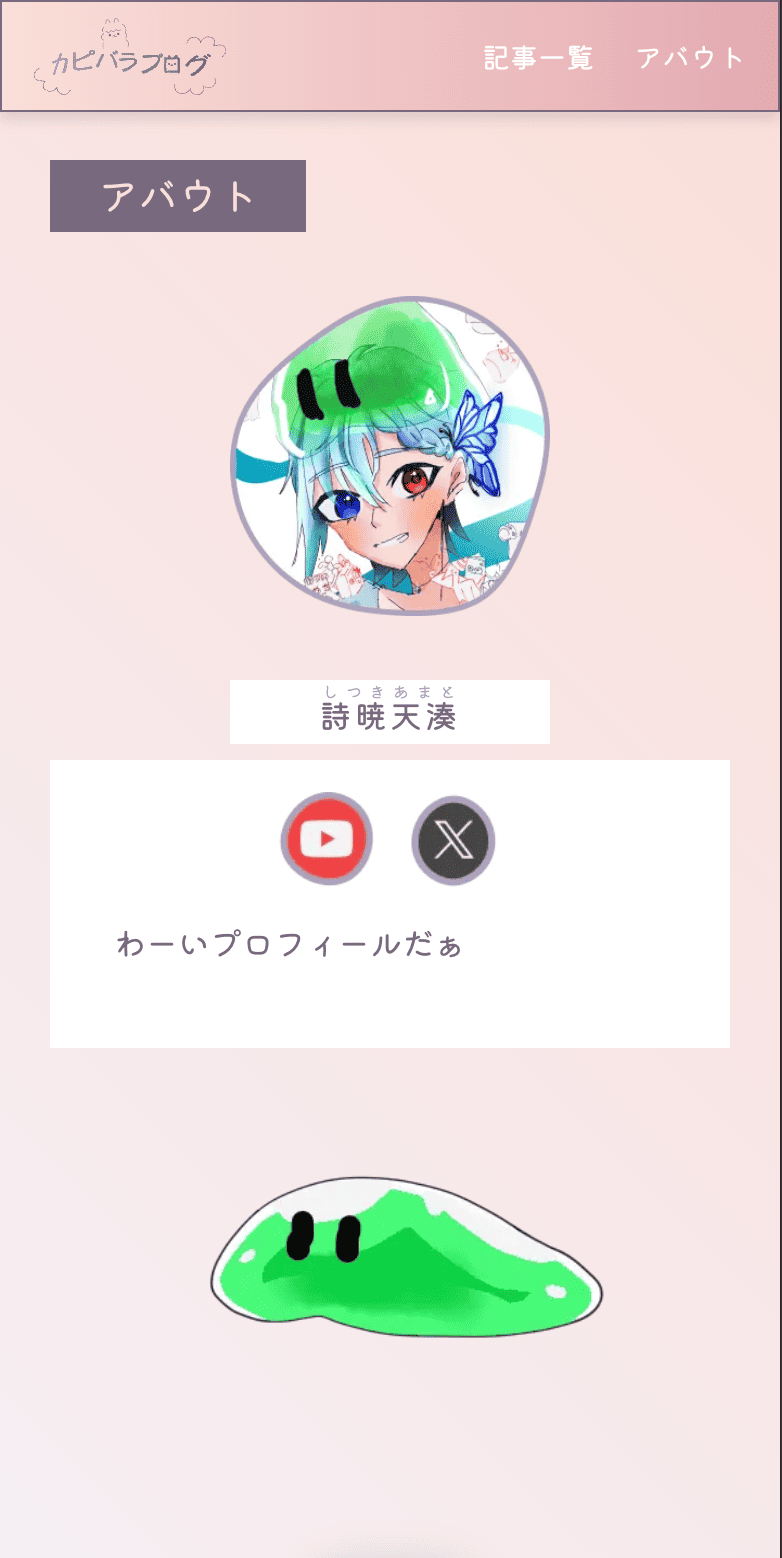 カピバラブログ
記事一覧 アバウト
アバウト
しつきあまと
詩暁天湊
わーいプロフィールだぁ